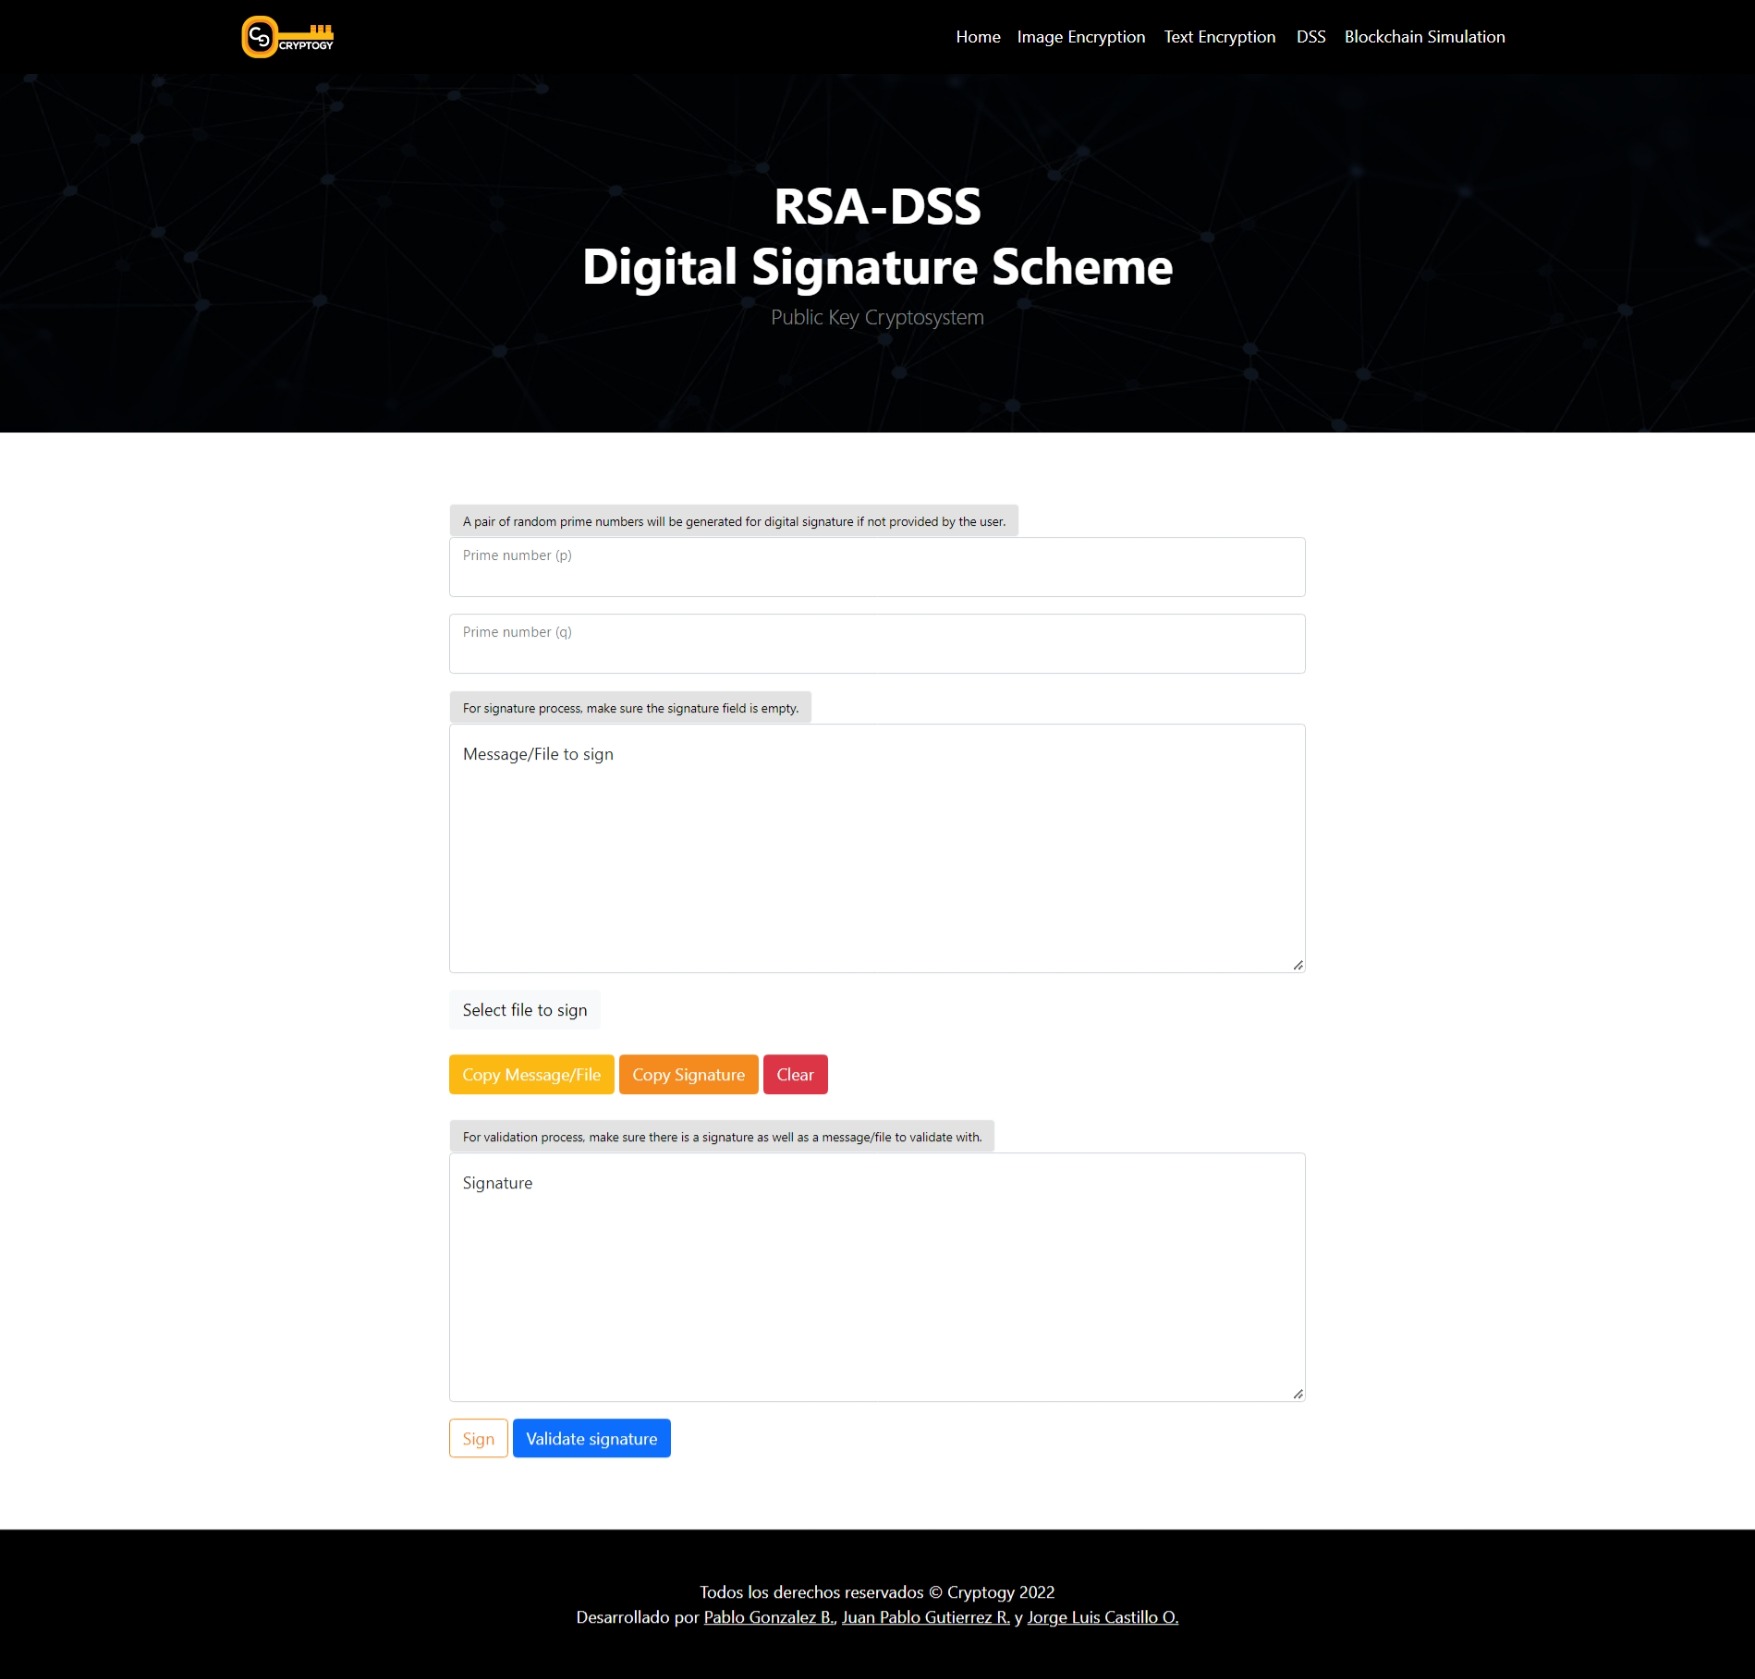 CRYPTOGY
Home Image Encryption Text Encryption DSS Blockchain Simulation
RSA-DSS
Digital Signature Scheme
Public Key Cryptosystem
A pair of random prime numbers will be generated for digital signature if not provided by the user.
Prime number (p)
Prime number (q)
For signature process, make sure the signature field is empty.
Message/File to sign
Select file to sign
Copy Message/File Copy Signature Clear
For validation process, make sure there is a signature as well as a message/file to validate with.
Signature
Sign Validate signature
Todos los derechos reservados © Cryptogy 2022
Desarrollado por Pablo Gonzalez B., Juan Pablo Gutierrez R. y Jorge Luis Castillo O.